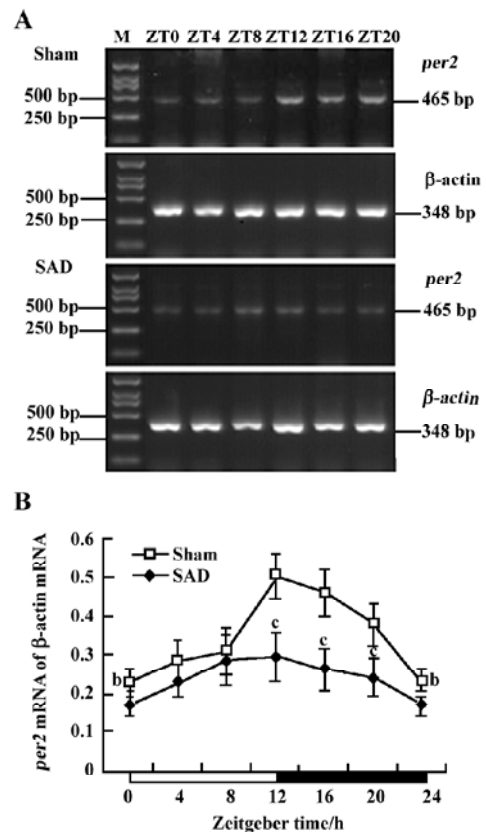 A
M ZT0 ZT4 ZT8 ZT12 ZT16 ZT20
Sham
per2
500 bp
465 bp
250 bp
β-actin
500 bp
348 bp
250 bp
SAD
per2
500 bp
465 bp
250 bp
β-actin
500 bp
348 bp
250 bp
B
per2 mRNA of β-actin mRNA
0.6
0.5
0.4
0.3
0.2
0.1
0
Sham
SAD
b
c
c
c
b
0 4 8 12 16 20 24
Zeitgeber time/h